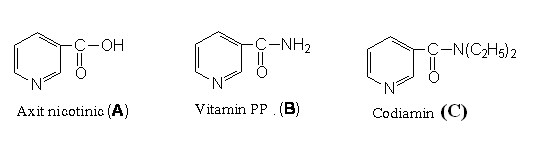 C-OH
O
N
Axit nicotinic (A)
C-NH₂
O
N
Vitamin PP . (B)
C-N(C₂H₅)₂
O
N
Codiamin (C)